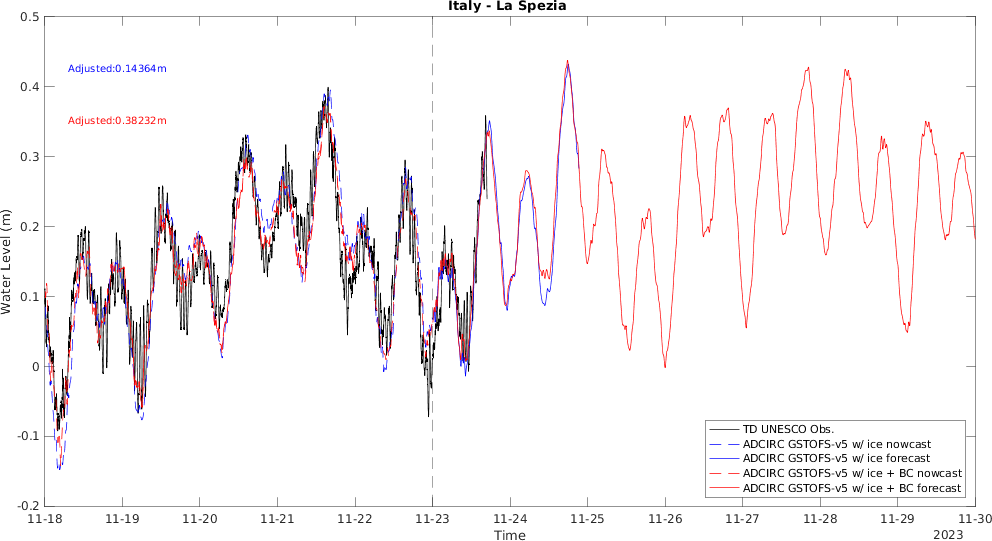 Italy - La Spezia
0.5
0.4
0.3
0.2
0.1
0
-0.1
-0.2
Water Level (m)
Adjusted:0.14364m
Adjusted:0.38232m
TD UNESCO Obs.
ADCIRC GSTOFS-v5 w/ ice nowcast
ADCIRC GSTOFS-v5 w/ ice forecast
ADCIRC GSTOFS-v5 w/ ice + BC nowcast
ADCIRC GSTOFS-v5 w/ ice + BC forecast
11-18 11-19 11-20 11-21 11-22 11-23 11-24 11-25 11-26 11-27 11-28 11-29 11-30
Time
2023